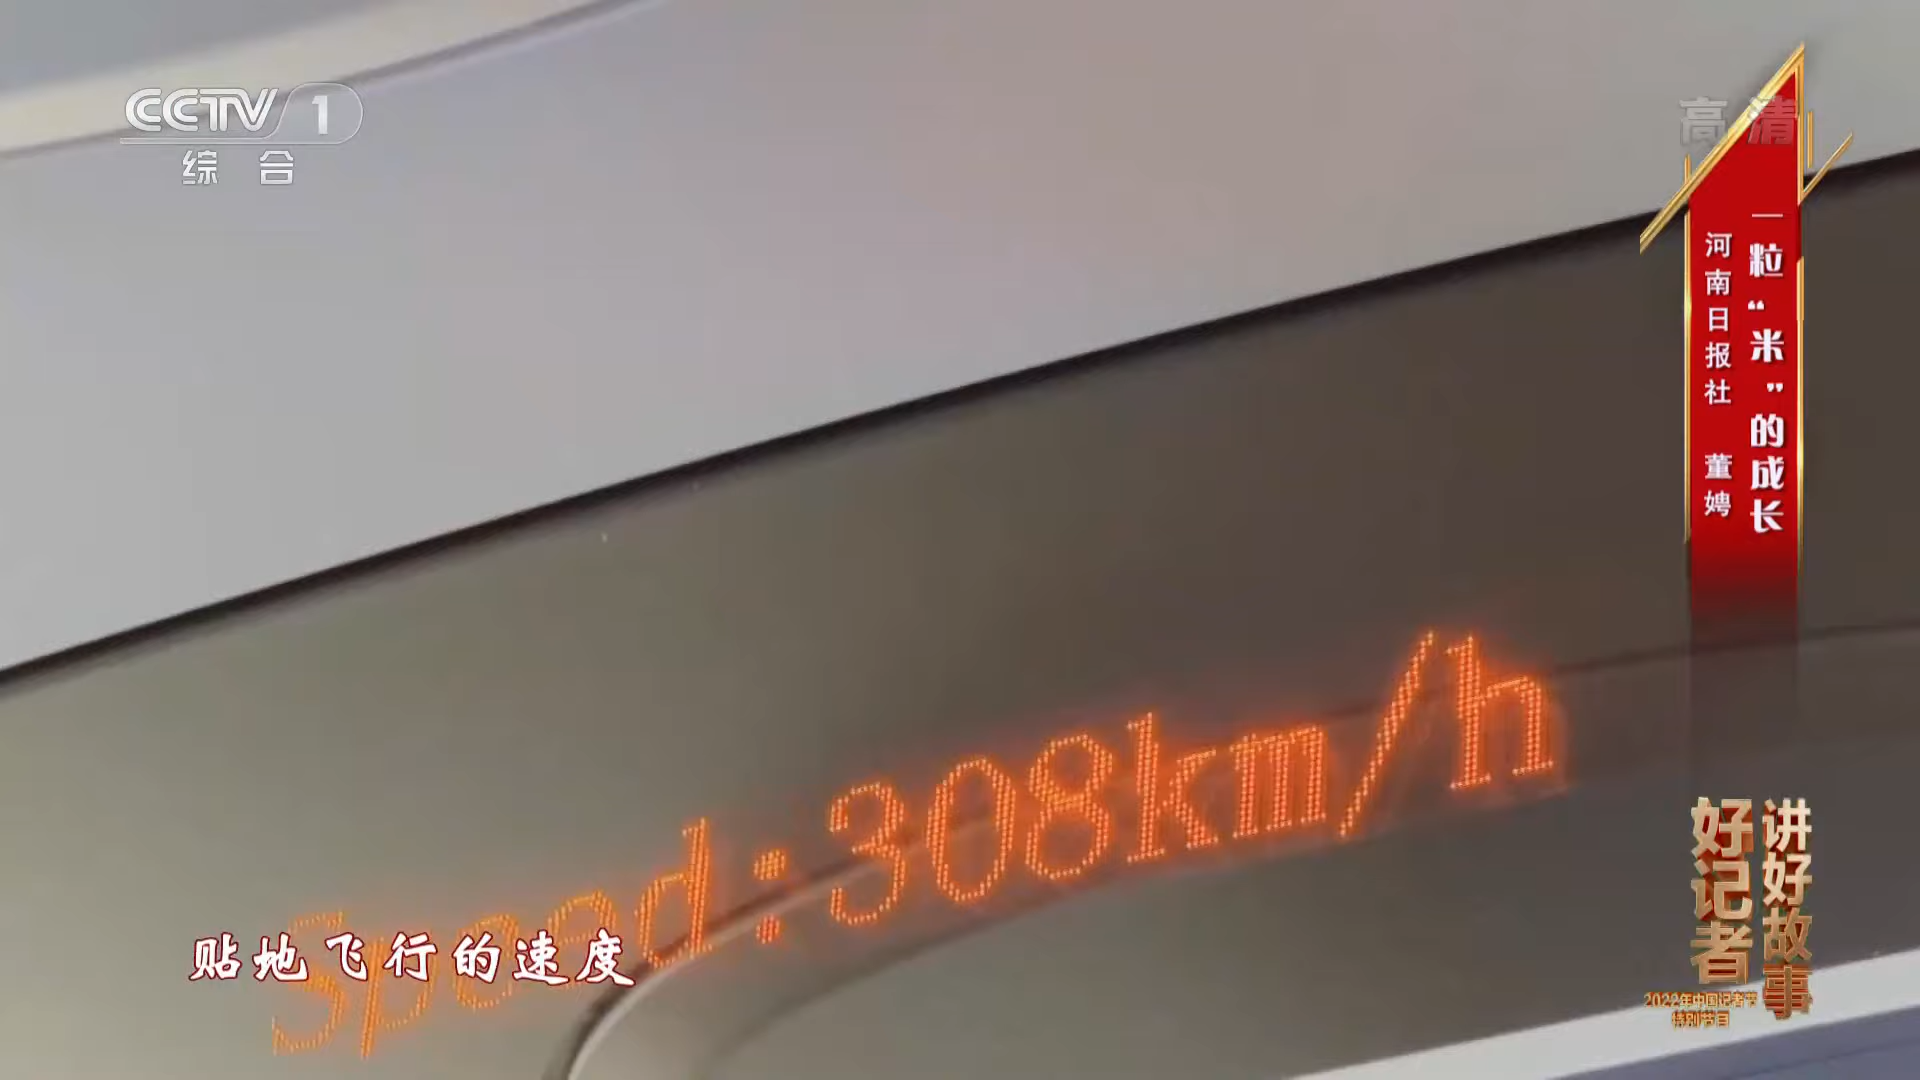 CCTV 1
综合
高清
一粒“米”的成长
河南日报社 董娉
Speed:308km/h
贴地飞行的速度
讲好故事
好记者
2022年中国记者节
特别节目